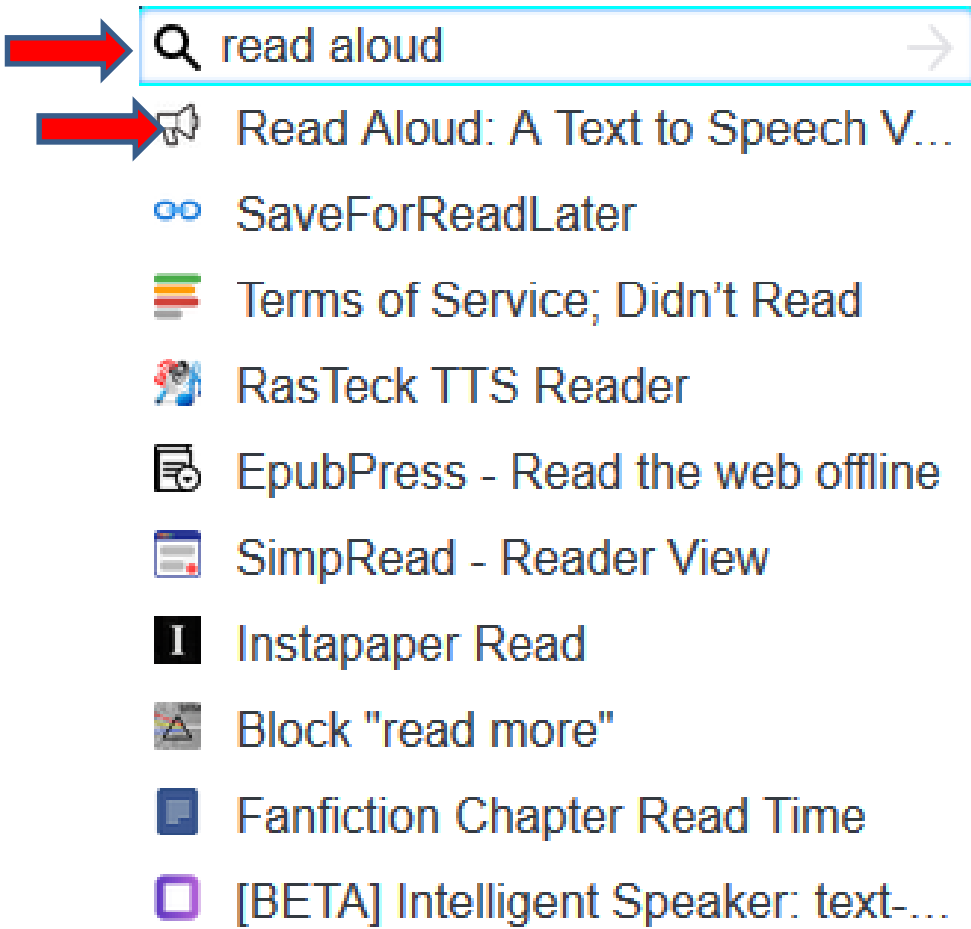 read aloud
Read Aloud: A Text to Speech V...
SaveForReadLater
Terms of Service; Didn't Read
RasTeck TTS Reader
EpubPress - Read the web offline
SimpRead - Reader View
I Instapaper Read
Block "read more"
Fanfiction Chapter Read Time
[BETA] Intelligent Speaker: text-...